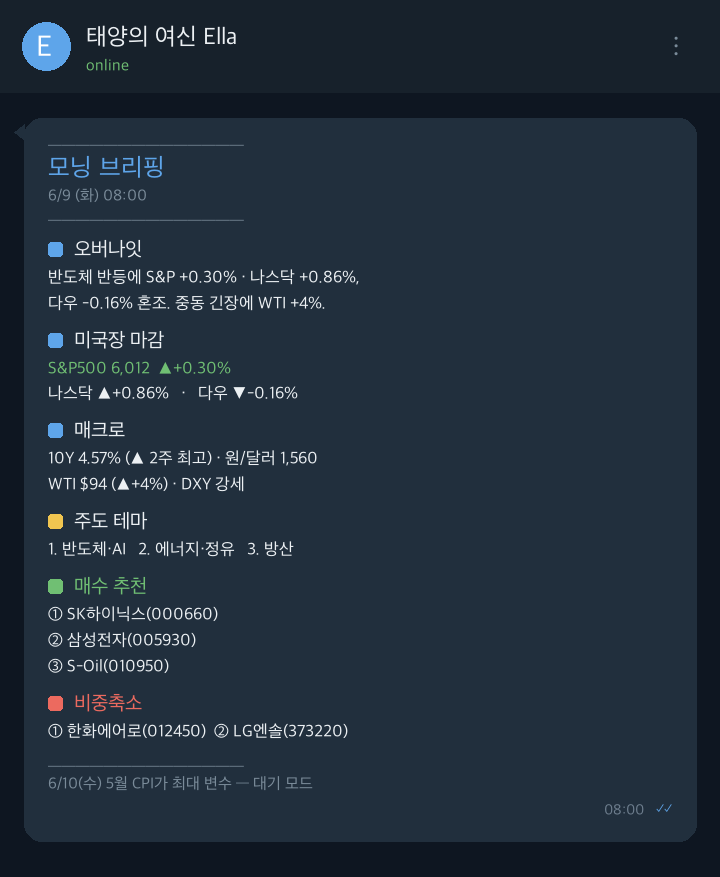 E
태양의 여신 Ella
online
모닝 브리핑
6/9 (화) 08:00
오버나잇
반도체 반등에 S&P +0.30% · 나스닥 +0.86%,
다우 -0.16% 혼조. 중동 긴장에 WTI +4%.
미국장 마감
S&P500 6,012 ▲+0.30%
나스닥 ▲+0.86% · 다우 ▼-0.16%
매크로
10Y 4.57% (▲ 2주 최고) · 원/달러 1,560
WTI $94 (▲+4%) · DXY 강세
주도 테마
1. 반도체·AI 2. 에너지·정유 3. 방산
매수 추천
① SK하이닉스(000660)
② 삼성전자(005930)
③ S-Oil(010950)
비중축소
① 한화에어로(012450) ② LG엔솔(373220)
6/10(수) 5월 CPI가 최대 변수 — 대기 모드
08:00 ✓✓